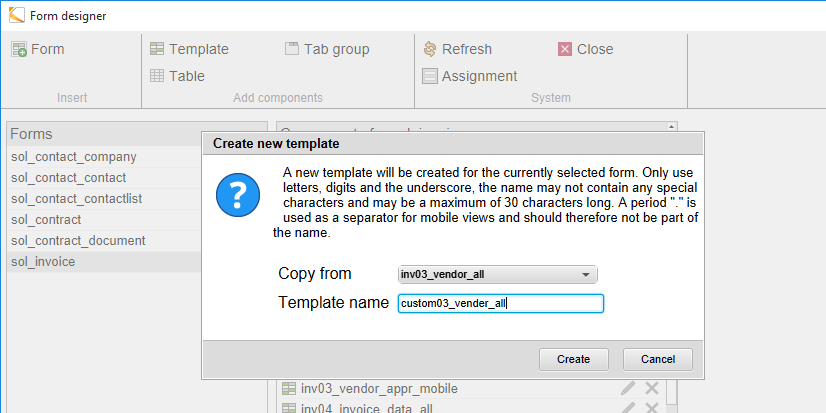 Form designer
Form
Template
Tab group
Refresh
Close
Table
Assignment
Insert
Add components
System
Forms
sol_contact_company
sol_contact_contact
sol_contact_contactlist
sol_contract
sol_contract_document
sol_invoice
Create new template
A new template will be created for the currently selected form. Only use
letters, digits and the underscore, the name may not contain any special
characters and may be a maximum of 30 characters long. A period "." is
used as a separator for mobile views and should therefore not be part of
the name.
Copy from
inv03_vendor_all
Template name
custom03_vender_all
Create
Cancel
inv03_vendor_appr_mobile
inv04_invoice_data_all